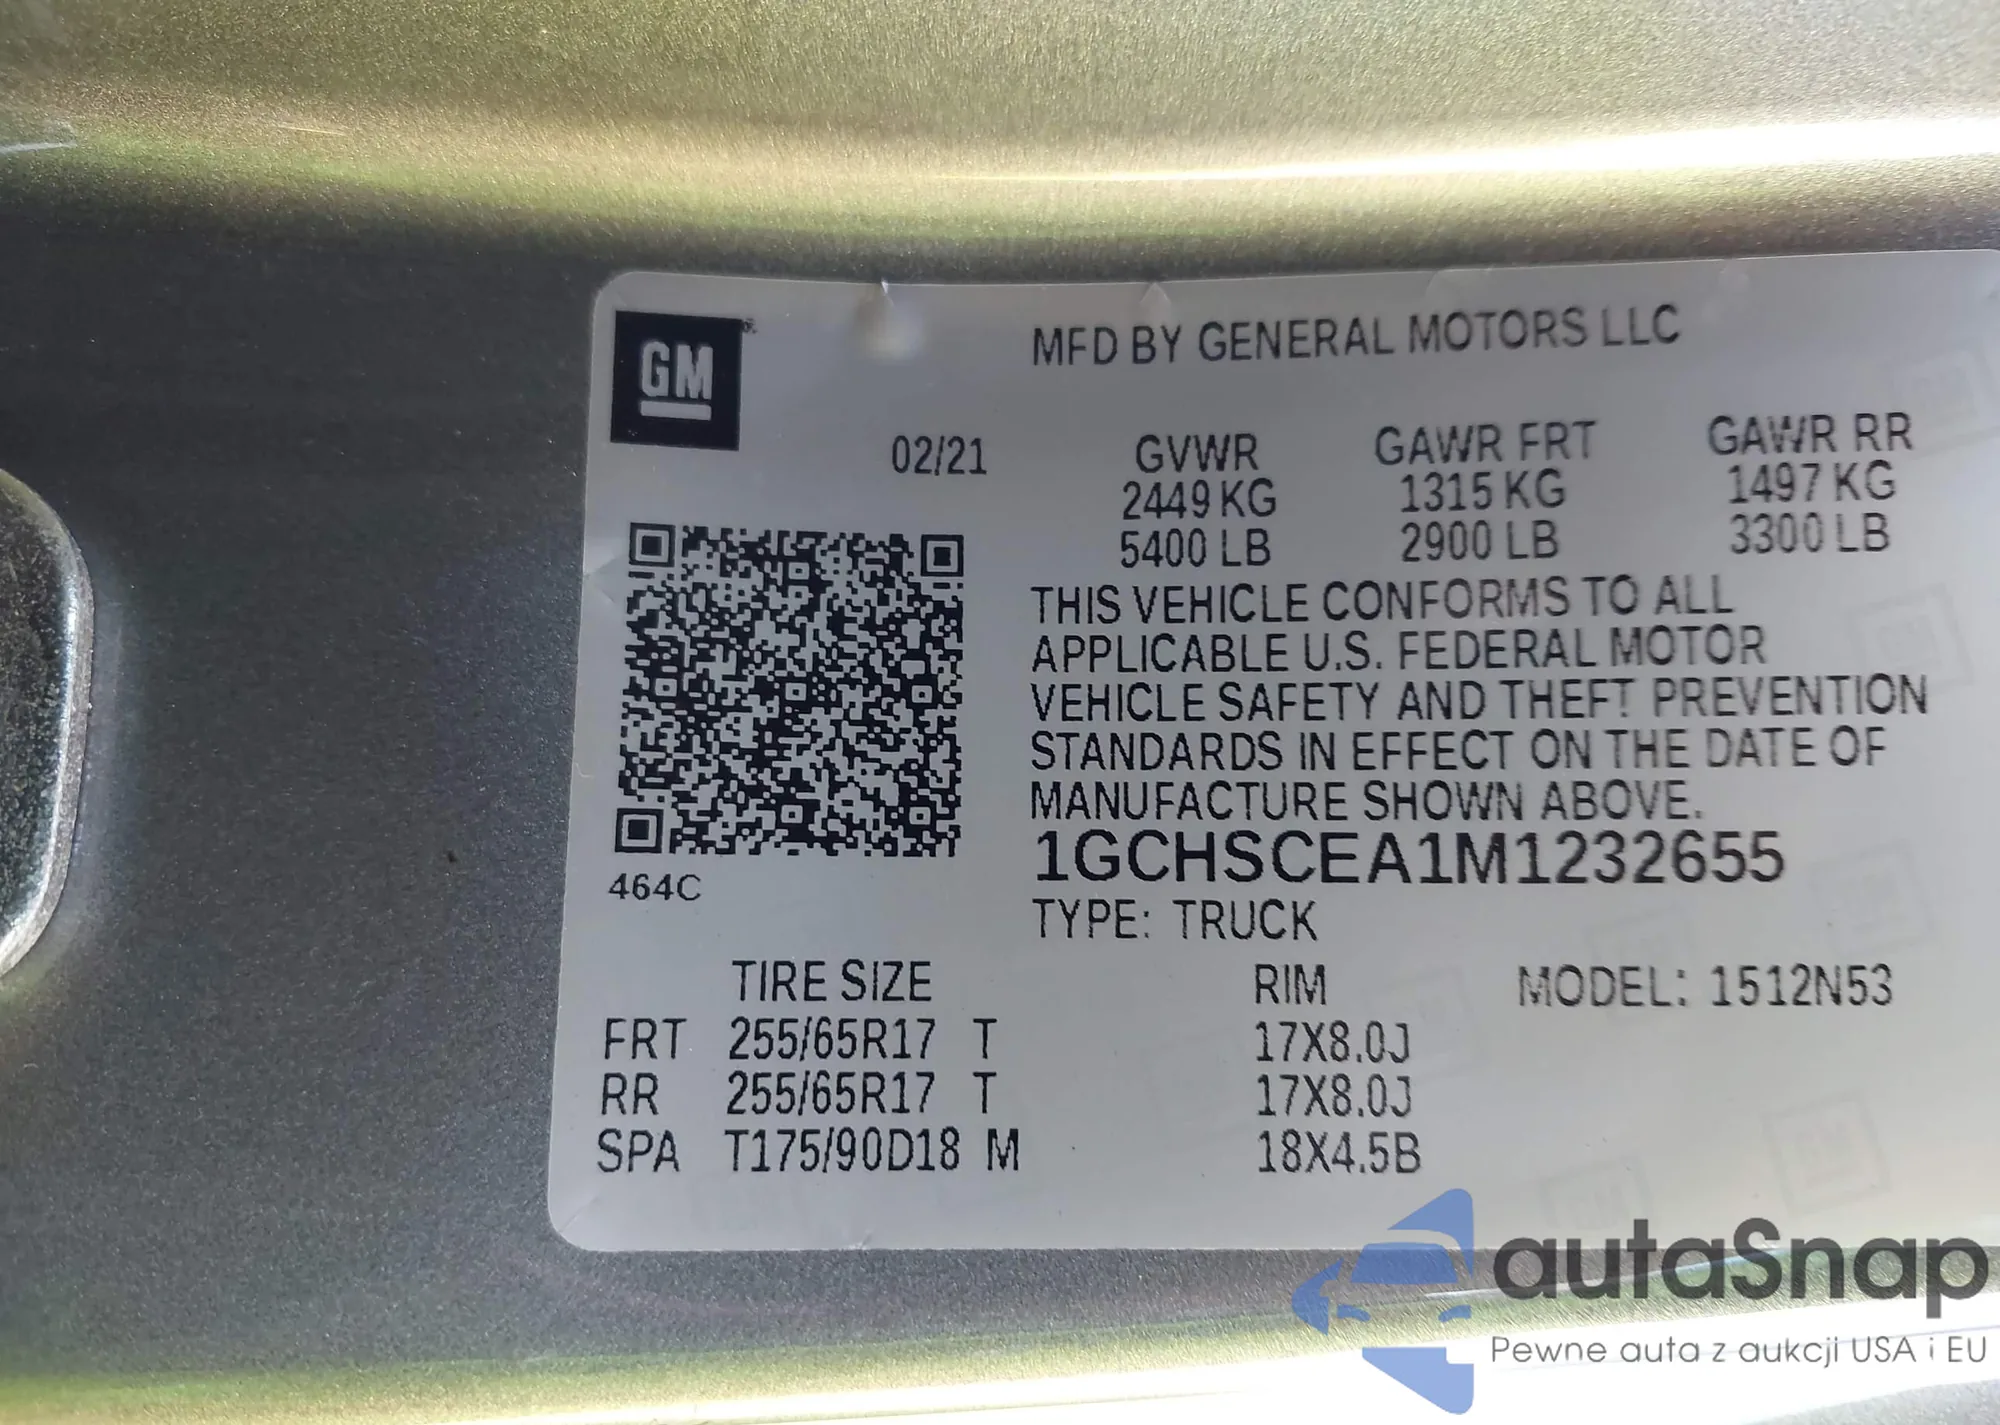 GM
MFD BY GENERAL MOTORS LLC
02/21
GVWR GAWR FRT GAWR RR
2449 KG 1315 KG 1497 KG
5400 LB 2900 LB 3300 LB
THIS VEHICLE CONFORMS TO ALL
APPLICABLE U.S. FEDERAL MOTOR
VEHICLE SAFETY AND THEFT PREVENTION
STANDARDS IN EFFECT ON THE DATE OF
MANUFACTURE SHOWN ABOVE.
1GCHSCEA1M1232655
464C
TYPE: TRUCK
TIRE SIZE RIM MODEL: 1512N53
FRT 255/65R17 T 17X8.0J
RR 255/65R17 T 17X8.0J
SPA T175/90D18 M 18X4.5B
autaSnap
Pewne auta z aukcji USA i EU